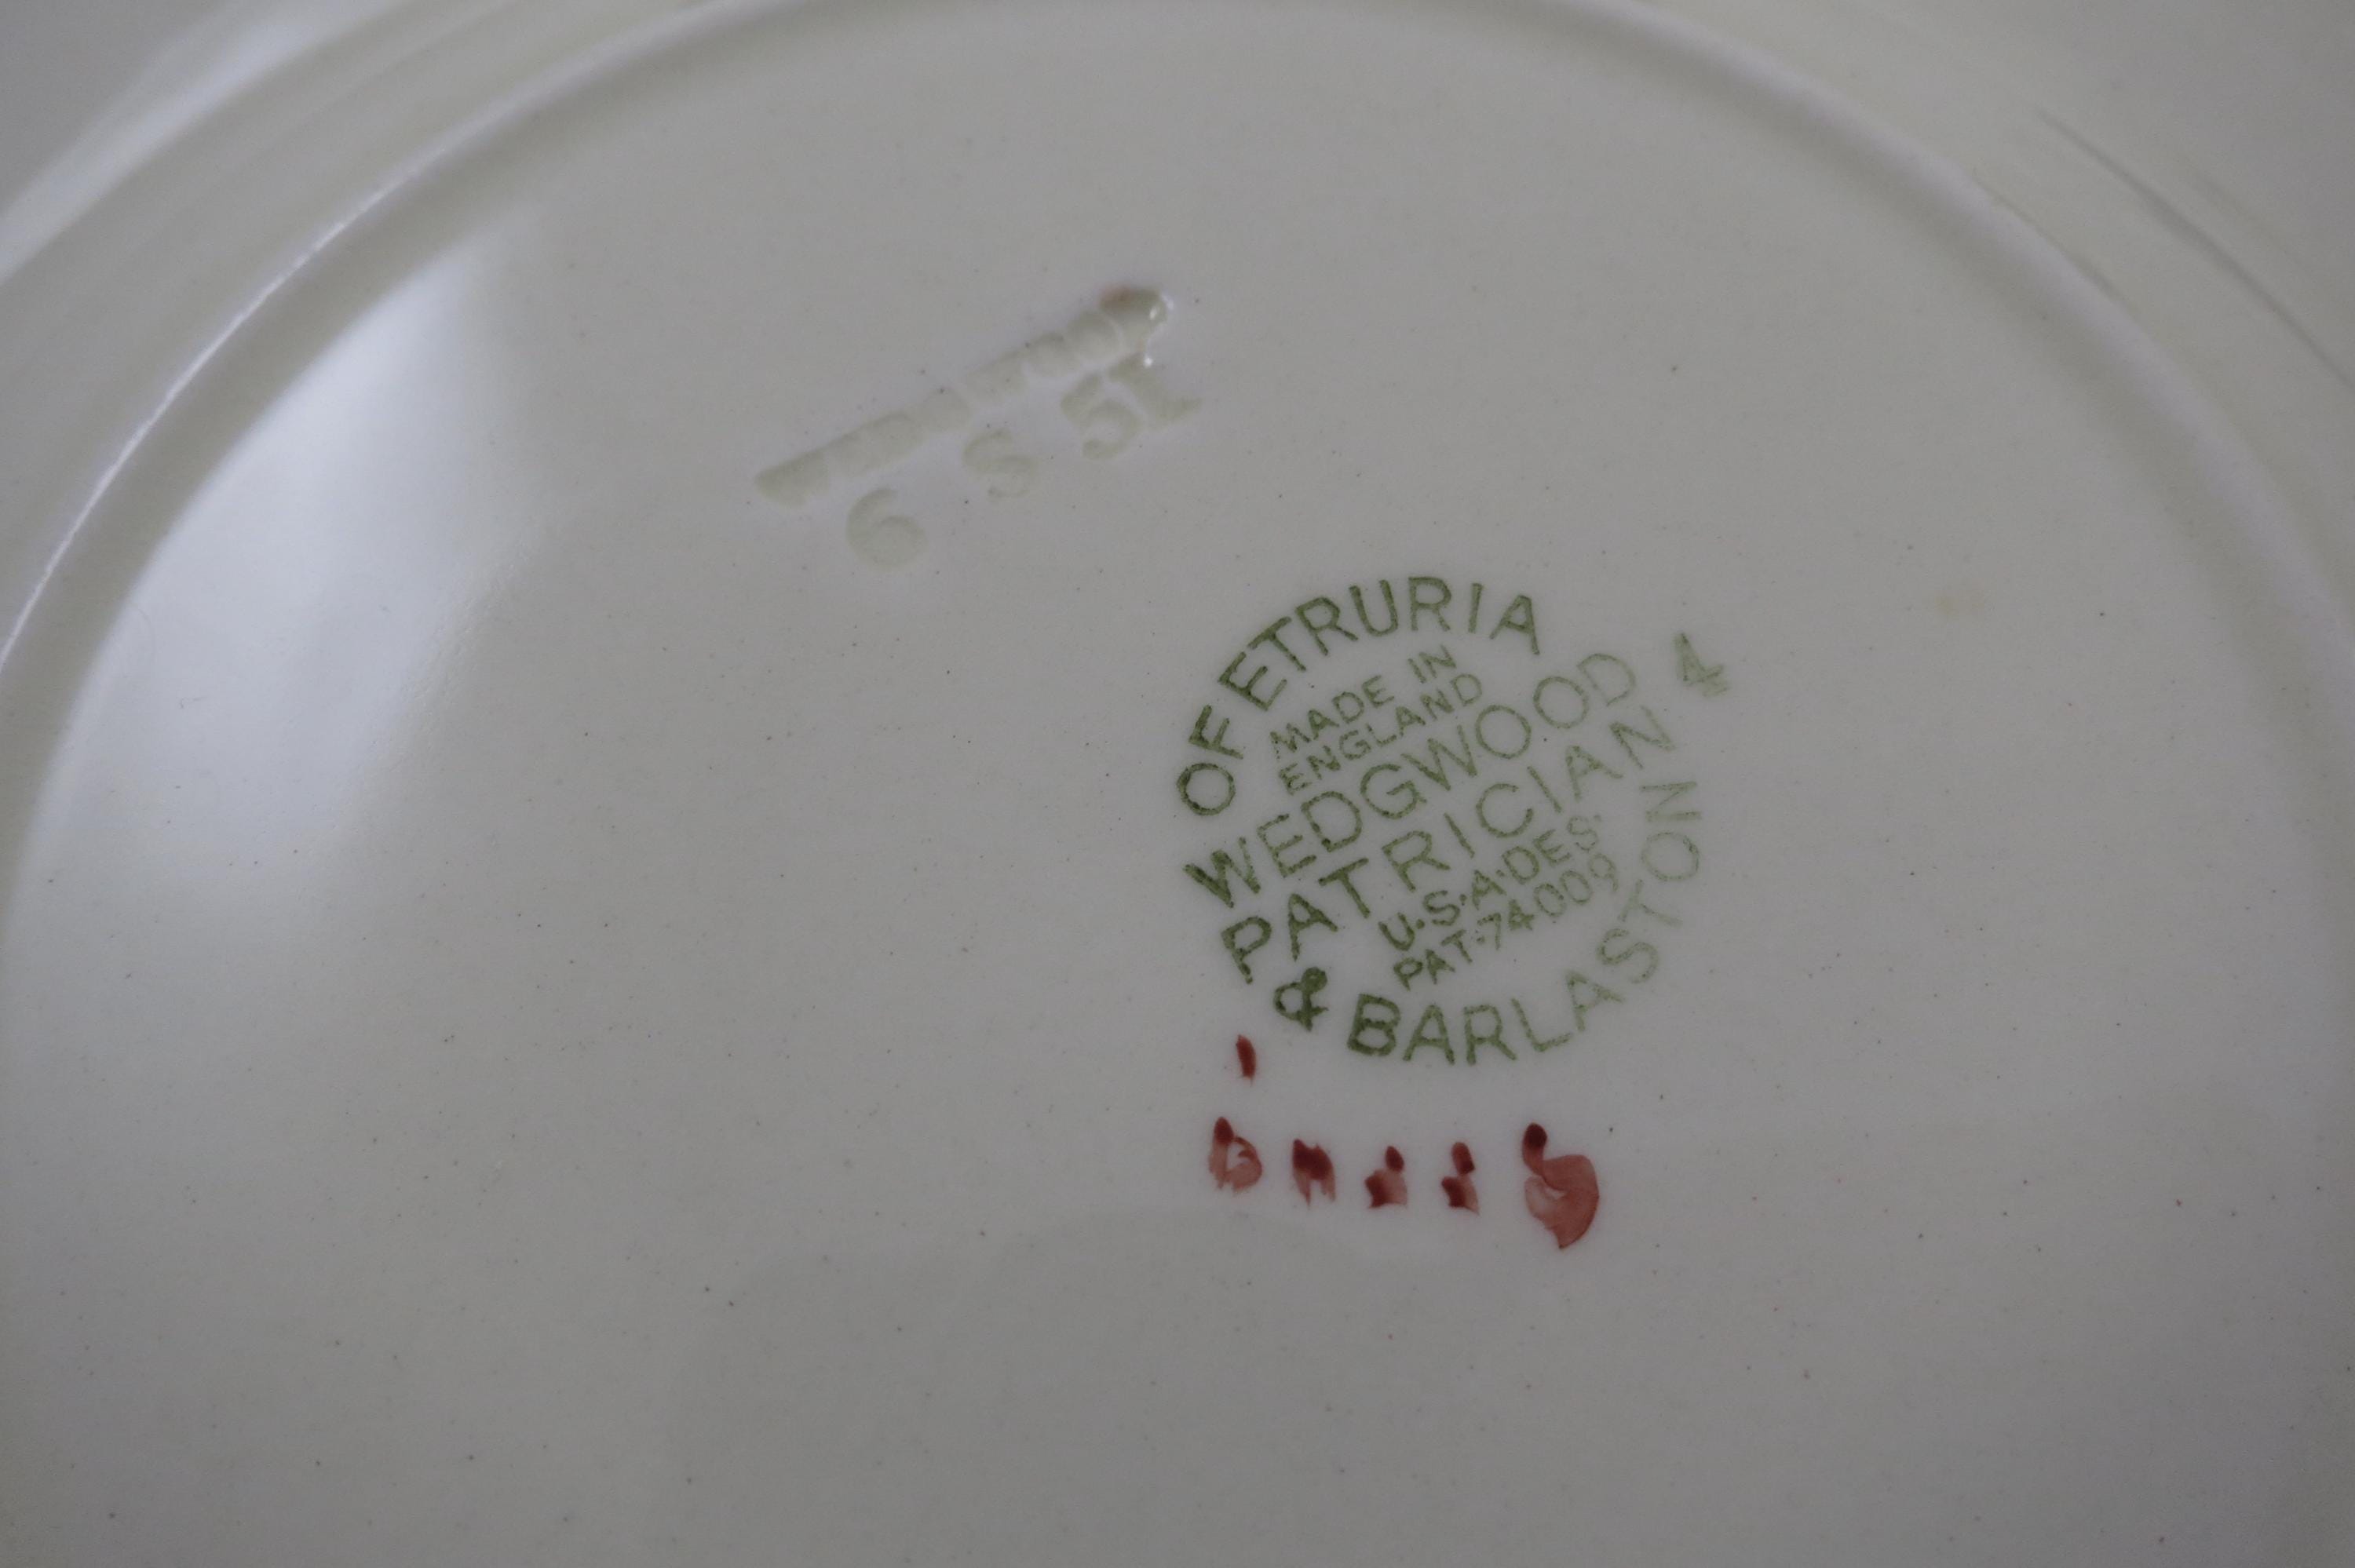 6 S 51
OF ETRURIA
MADE IN
ENGLAND
WEDGWOOD 4
PATRICIAN
U.S.A. DES.
PAT. 74009
& BARLASTON